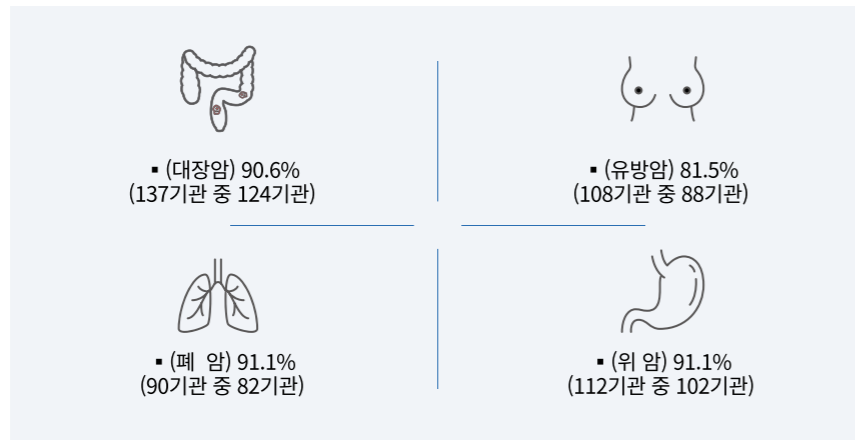 ▪ (대장암) 90.6%
(137기관 중 124기관)
▪ (유방암) 81.5%
(108기관 중 88기관)
▪ (폐 암) 91.1%
(90기관 중 82기관)
▪ (위 암) 91.1%
(112기관 중 102기관)